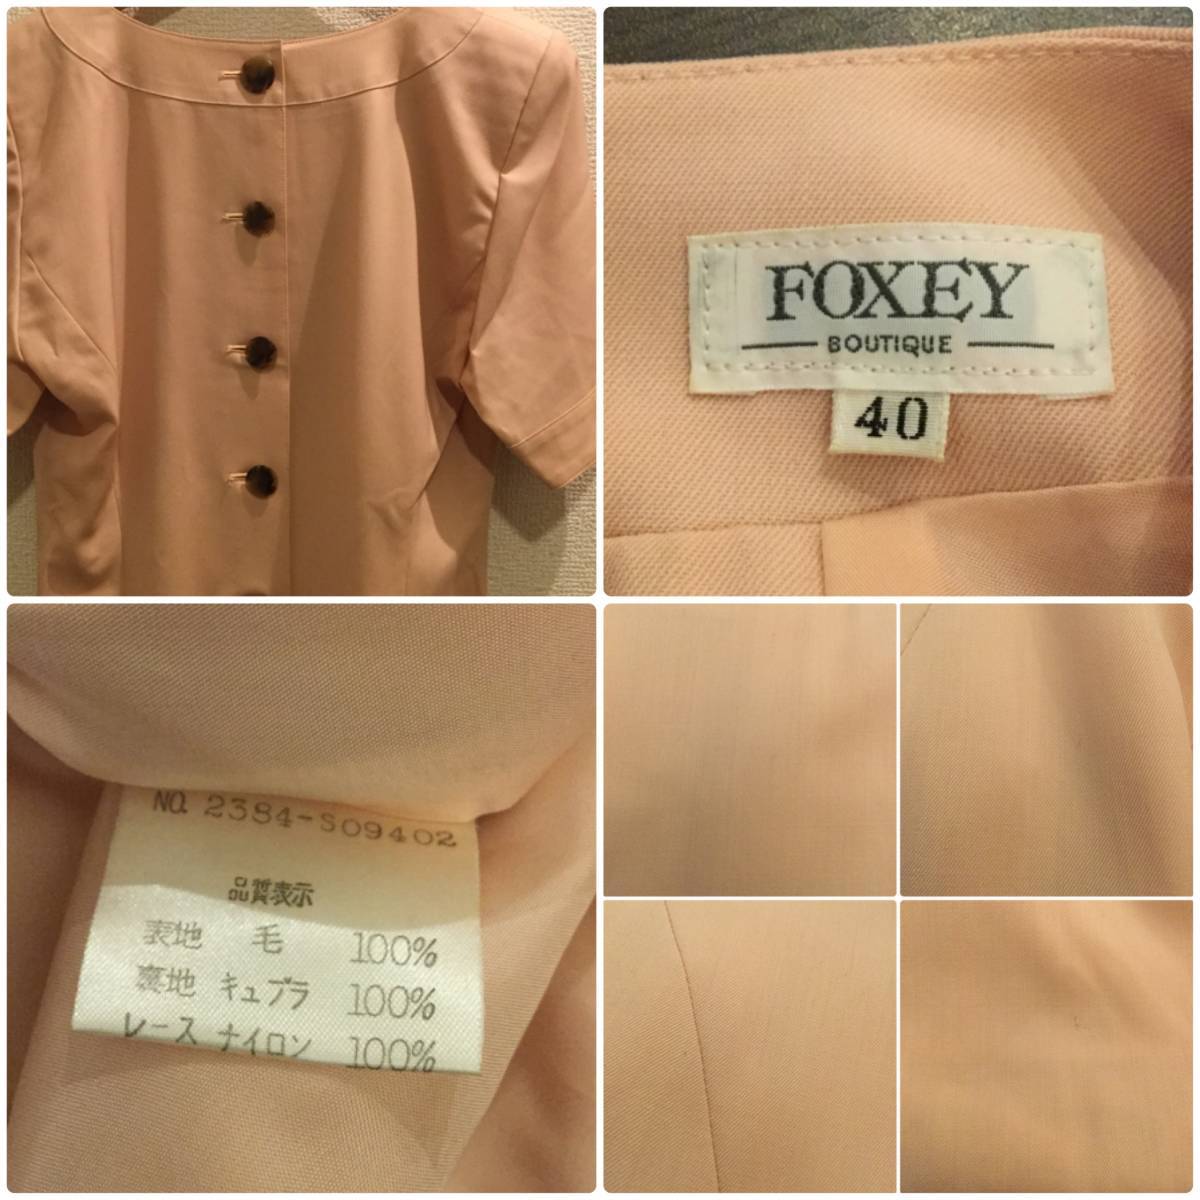 FOXEY
BOUTIQUE
40
NO. 2384-S09402
品質表示
表地 毛 100%
裏地 キュプラ 100%
レース ナイロン 100%